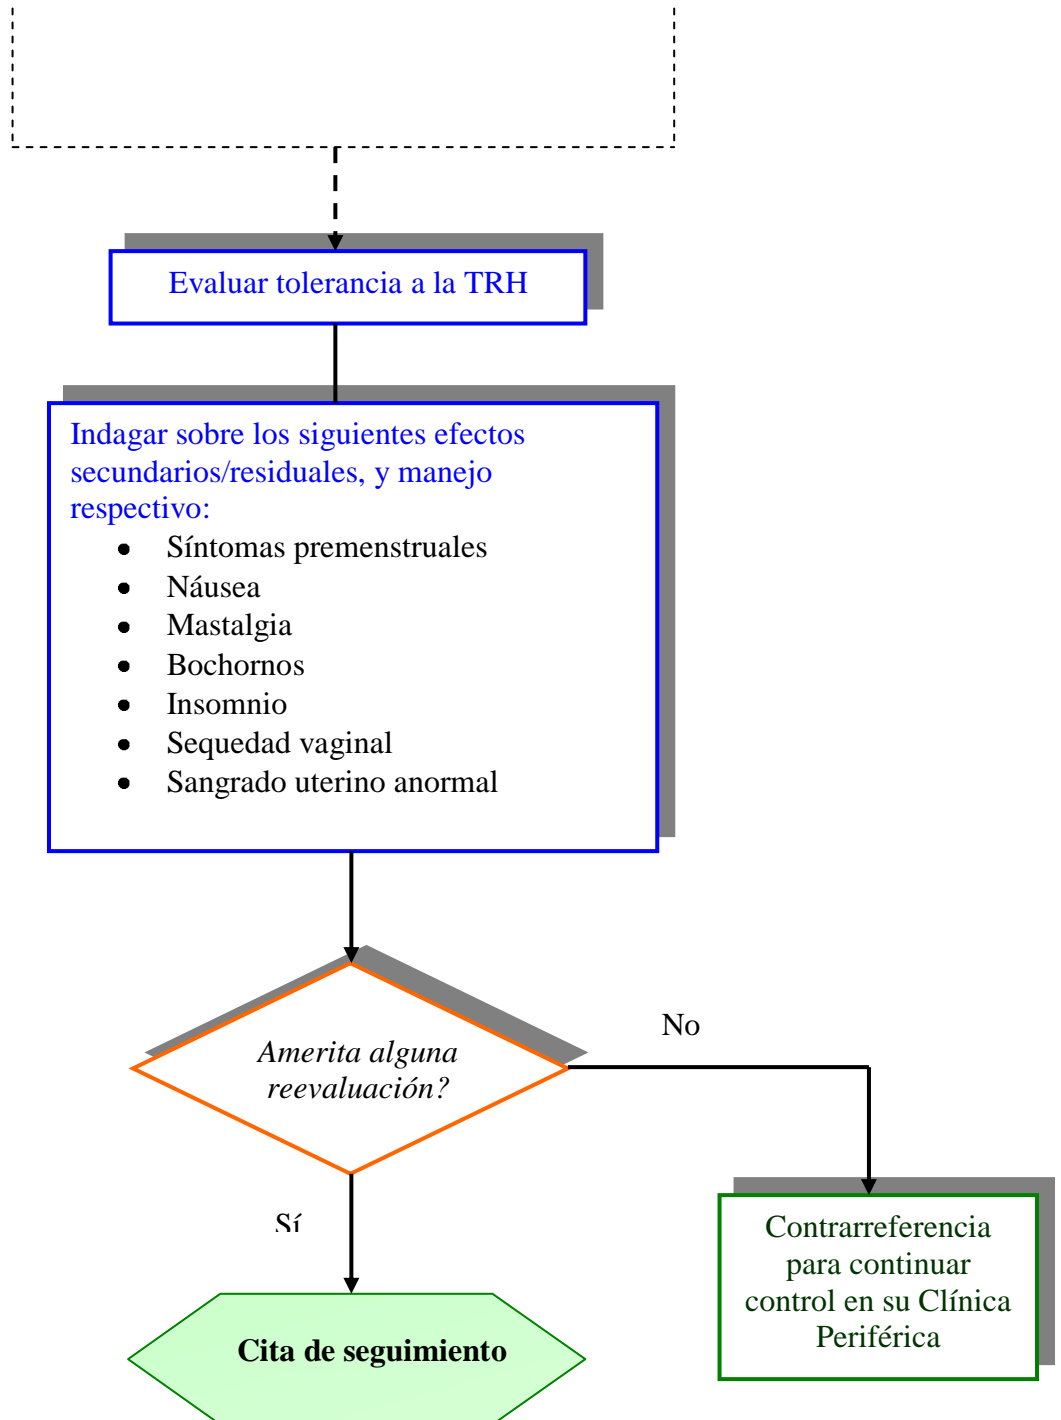 Evaluar tolerancia a la TRH
Indagar sobre los siguientes efectos
secundarios/residuales, y manejo
respectivo:
• Síntomas premenstruales
• Náusea
• Mastalgia
• Bochornos
• Insomnio
• Sequedad vaginal
• Sangrado uterino anormal
Amerita alguna
reevaluación?
No
Sí
Contrarreferencia
para continuar
control en su Clínica
Periférica
Cita de seguimiento